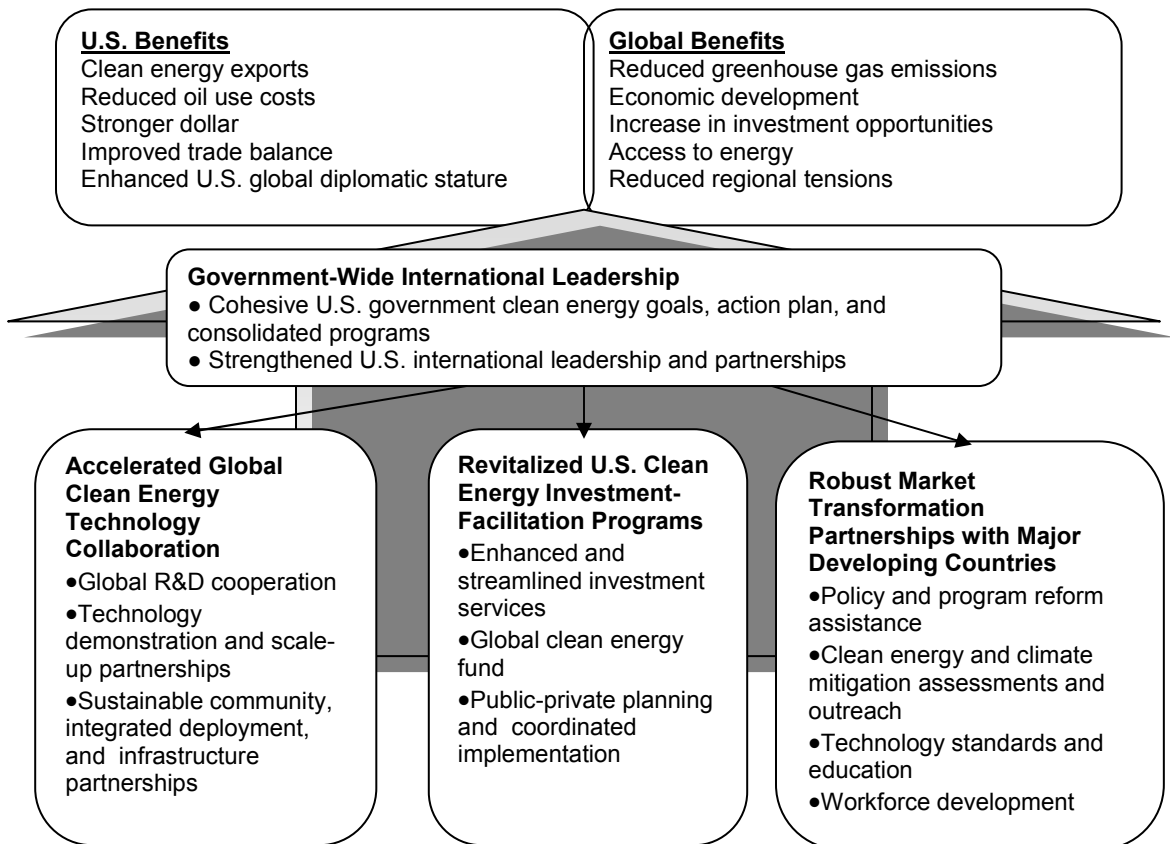 U.S. Benefits
Clean energy exports
Reduced oil use costs
Stronger dollar
Improved trade balance
Enhanced U.S. global diplomatic stature
Global Benefits
Reduced greenhouse gas emissions
Economic development
Increase in investment opportunities
Access to energy
Reduced regional tensions
Government-Wide International Leadership
● Cohesive U.S. government clean energy goals, action plan, and
consolidated programs
● Strengthened U.S. international leadership and partnerships
Accelerated Global
Clean Energy
Technology
Collaboration
•Global R&D cooperation
•Technology
demonstration and scale-
up partnerships
•Sustainable community,
integrated deployment,
and infrastructure
partnerships
Revitalized U.S. Clean
Energy Investment-
Facilitation Programs
•Enhanced and
streamlined investment
services
•Global clean energy
fund
•Public-private planning
and coordinated
implementation
Robust Market
Transformation
Partnerships with Major
Developing Countries
•Policy and program reform
assistance
•Clean energy and climate
mitigation assessments and
outreach
•Technology standards and
education
•Workforce development